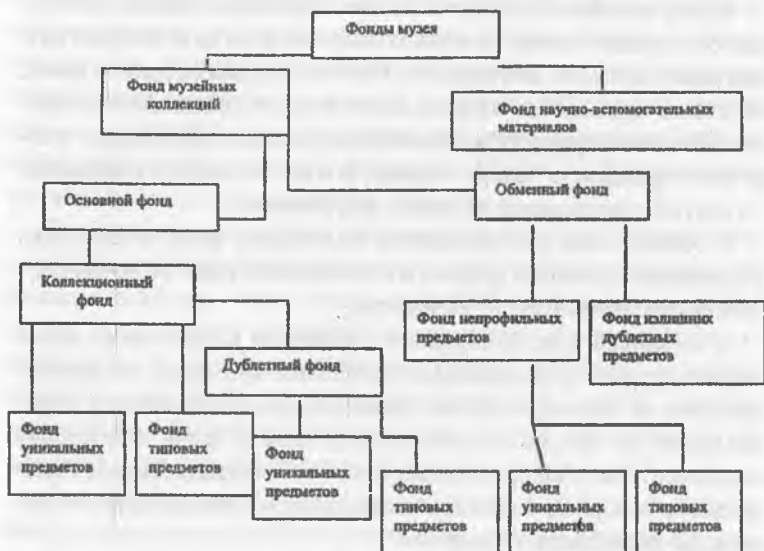 Фонды музея
Фонд музейных
коллекций
Фонд научно-вспомогательных
материалов
Основной фонд
Обменный фонд
Коллекционный
фонд
Фонд непрофильных
предметов
Фонд излишних
дублетных
предметов
Дублетный фонд
Фонд
уникальных
предметов
Фонд
типовых
предметов
Фонд
уникальных
предметов
Фонд
типовых
предметов
Фонд
уникальных
предметов
Фонд
типовых
предметов